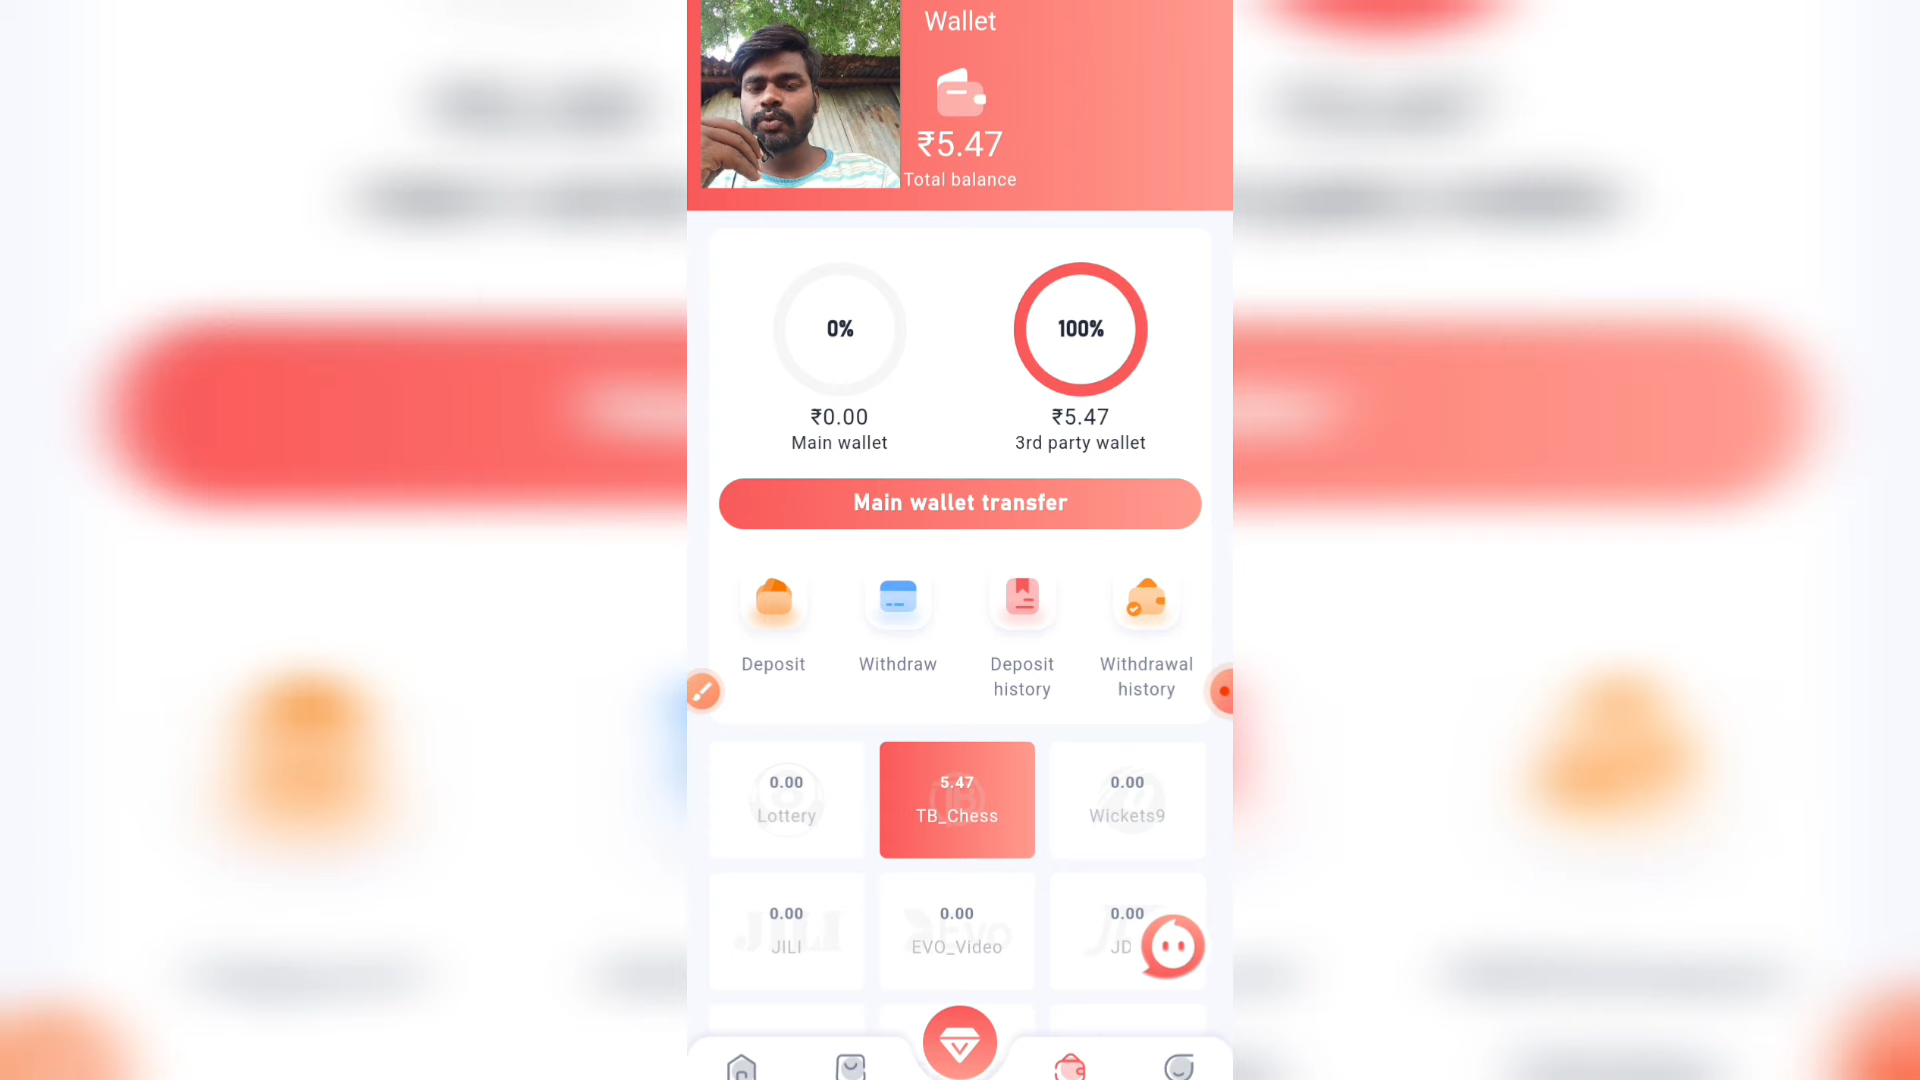 Wallet
₹5.47
Total balance
0%
100%
₹0.00
₹5.47
Main wallet
3rd party wallet
Main wallet transfer
Deposit
Withdraw
Deposit history
Withdrawal history
0.00
5.47
0.00
Lottery
TB_Chess
Wickets9
0.00
0.00
0.00
JILI
EVO_Video
JD